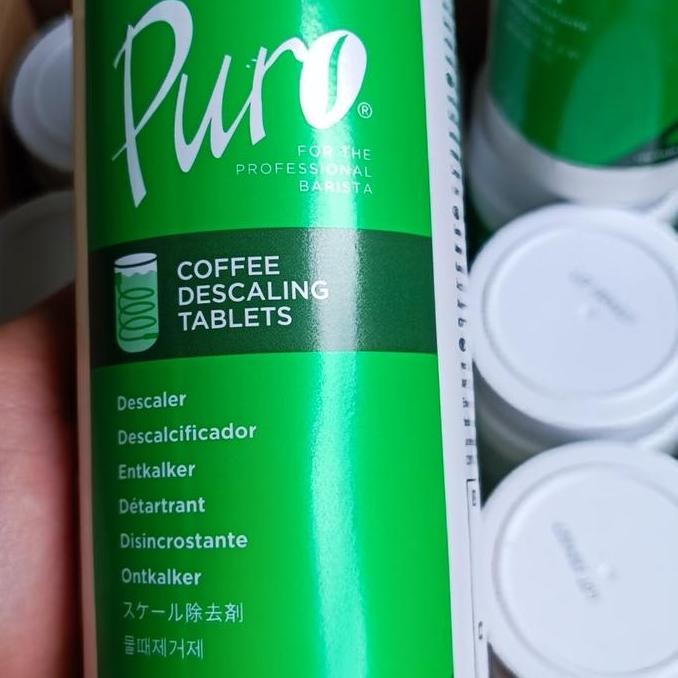 Puro®
FOR THE
PROFESSIONAL
BARISTA
COFFEE
DESCALING
TABLETS
Descaler
Descalcificador
Entkalker
Détartrant
Disincrostante
Ontkalker
スケール除去剤
물때제거제